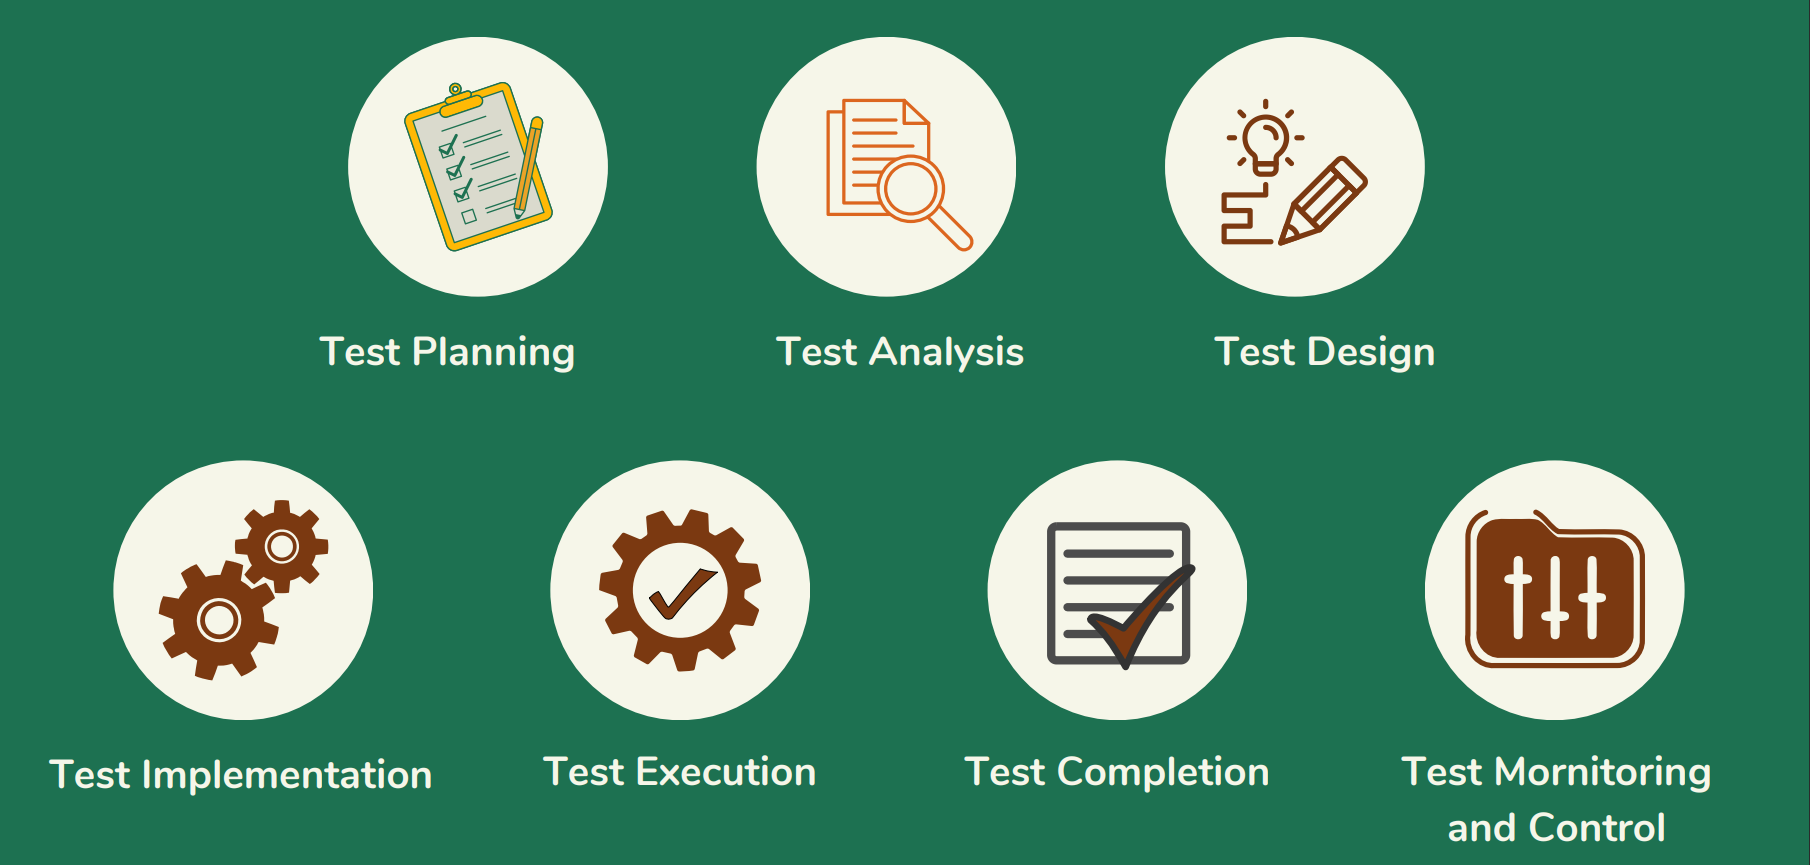 Test Planning
Test Analysis
Test Design
Test Implementation
Test Execution
Test Completion
Test Mornitoring
and Control